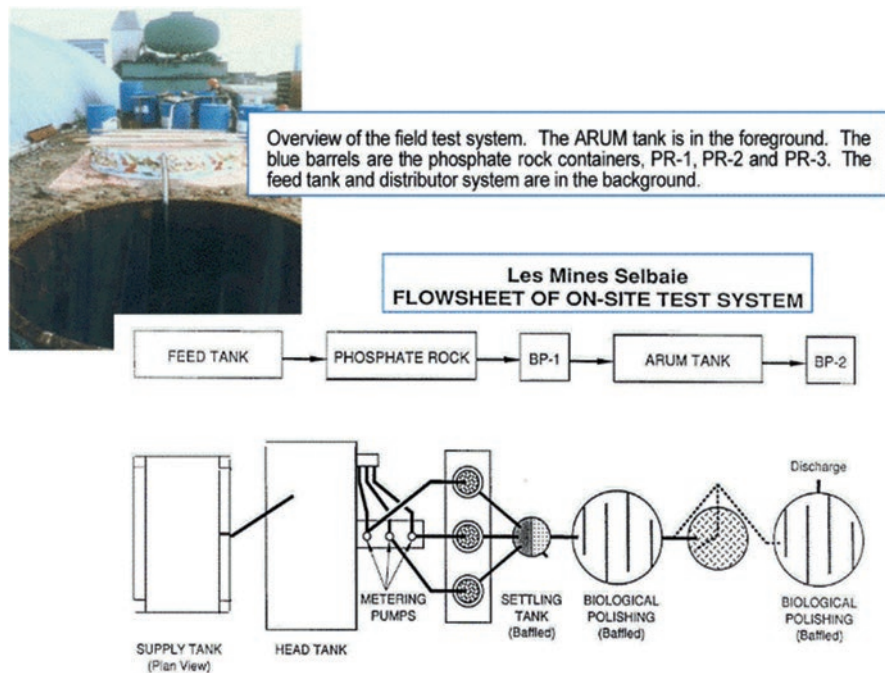 Overview of the field test system. The ARUM tank is in the foreground. The
blue barrels are the phosphate rock containers, PR-1, PR-2 and PR-3. The
feed tank and distributor system are in the background.
Les Mines Selbaie
FLOWSHEET OF ON-SITE TEST SYSTEM
FEED TANK
PHOSPHATE ROCK
BP-1
ARUM TANK
BP-2
Discharge
METERING
PUMPS
SETTLING
TANK
(Baffled)
BIOLOGICAL
POLISHING
(Baffled)
BIOLOGICAL
POLISHING
(Baffled)
SUPPLY TANK
(Plan View)
HEAD TANK